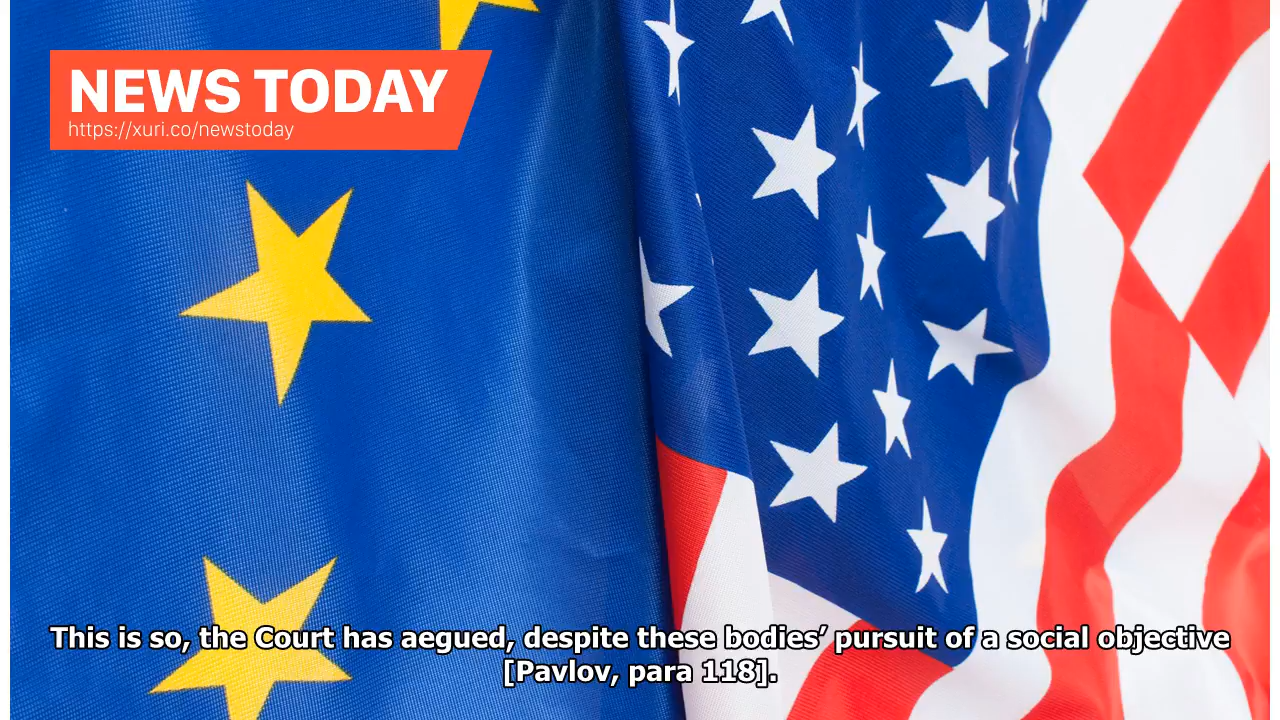 NEWS TODAY
https://xuri.co/newstoday
This is so, the Court has aegued, despite these bodies’ pursuit of a social objective
[Pavlov, para 118].